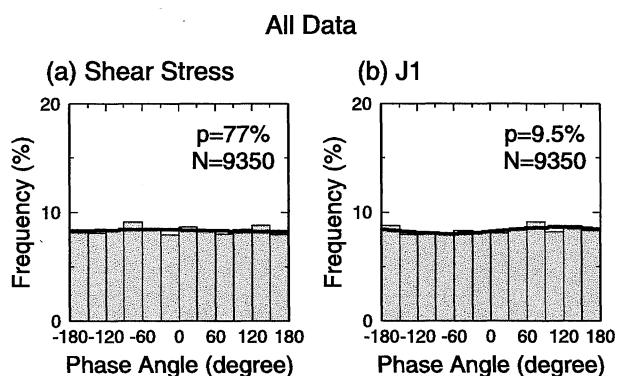 All Data
(a) Shear Stress
(b) J1
Frequency (%)
20
10
0
p=77%
N=9350
-180 -120 -60 0 60 120 180
Phase Angle (degree)
Frequency (%)
20
10
0
p=9.5%
N=9350
-180 -120 -60 0 60 120 180
Phase Angle (degree)